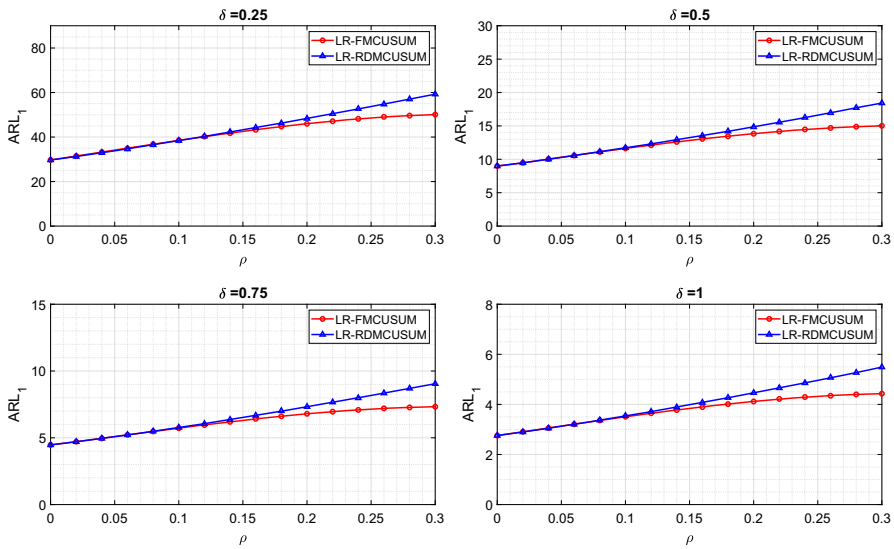 δ =0.25
ARL1
80
60
40
20
0
LR-FMCUSUM
LR-RDMCUSUM
0 0.05 0.1 0.15 0.2 0.25 0.3
ρ
δ =0.5
ARL1
30
25
20
15
10
5
0
LR-FMCUSUM
LR-RDMCUSUM
0 0.05 0.1 0.15 0.2 0.25 0.3
ρ
δ =0.75
ARL1
15
10
5
0
LR-FMCUSUM
LR-RDMCUSUM
0 0.05 0.1 0.15 0.2 0.25 0.3
ρ
δ =1
ARL1
8
6
4
2
0
LR-FMCUSUM
LR-RDMCUSUM
0 0.05 0.1 0.15 0.2 0.25 0.3
ρ